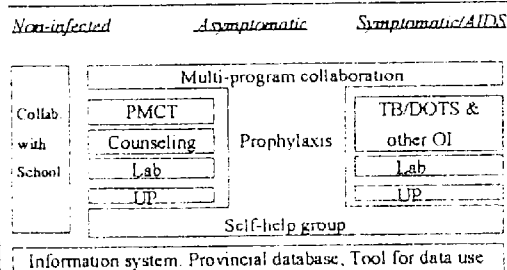 Non-infected Asymptomatic Symptomatic/AIDS
Multi-program collaboration
Collab.
with
School
PMCT
Counseling
Lab
UP
Prophylaxis
TB/DOTS &
other OI
Lab
UP
Self-help group
Information system. Provincial database, Tool for data use